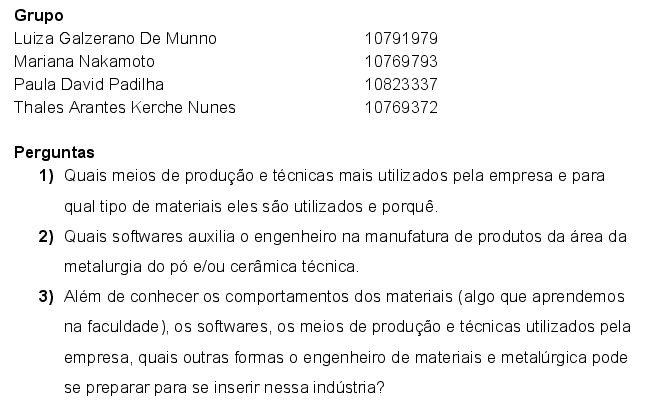 Grupo
Luiza Galzerano De Munno 10791979
Mariana Nakamoto 10769793
Paula David Padilha 10823337
Thales Arantes Kerche Nunes 10769372
Perguntas
1) Quais meios de produção e técnicas mais utilizados pela empresa e para
qual tipo de materiais eles são utilizados e porquê.
2) Quais softwares auxilia o engenheiro na manufatura de produtos da área da
metalurgia do pó e/ou cerâmica técnica.
3) Além de conhecer os comportamentos dos materiais (algo que aprendemos
na faculdade), os softwares, os meios de produção e técnicas utilizados pela
empresa, quais outras formas o engenheiro de materiais e metalúrgica pode
se preparar para se inserir nessa indústria?